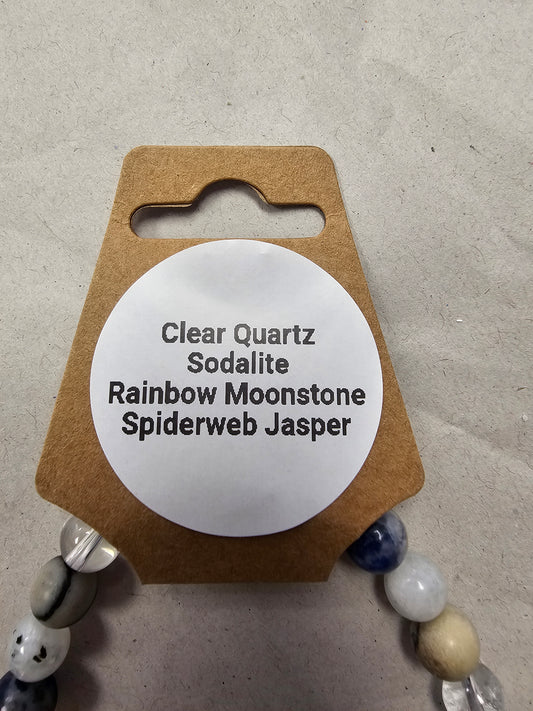 Clear Quartz
Sodalite
Rainbow Moonstone
Spiderweb Jasper